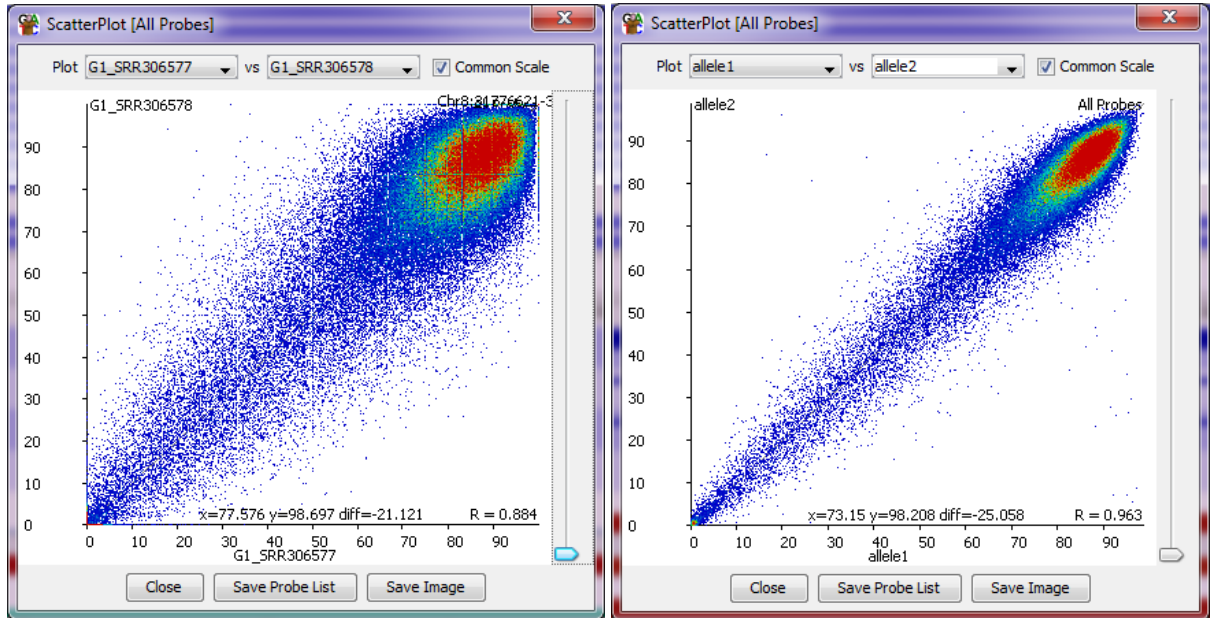 ScatterPlot [All Probes]
Plot G1_SRR306577 vs G1_SRR306578 Common Scale
G1_SRR306578
90
80
70
60
50
40
30
20
10
0
x=77.576 y=98.697 diff=-21.121 R = 0.884
0 10 20 30 40 50 60 70 80 90
G1_SRR306577
Close Save Probe List Save Image
ScatterPlot [All Probes]
Plot allele1 vs allele2 Common Scale
allele2 All Probes
90
80
70
60
50
40
30
20
10
0
x=73.15 y=98.208 diff=-25.058 R = 0.963
0 10 20 30 40 50 60 70 80 90
allele1
Close Save Probe List Save Image